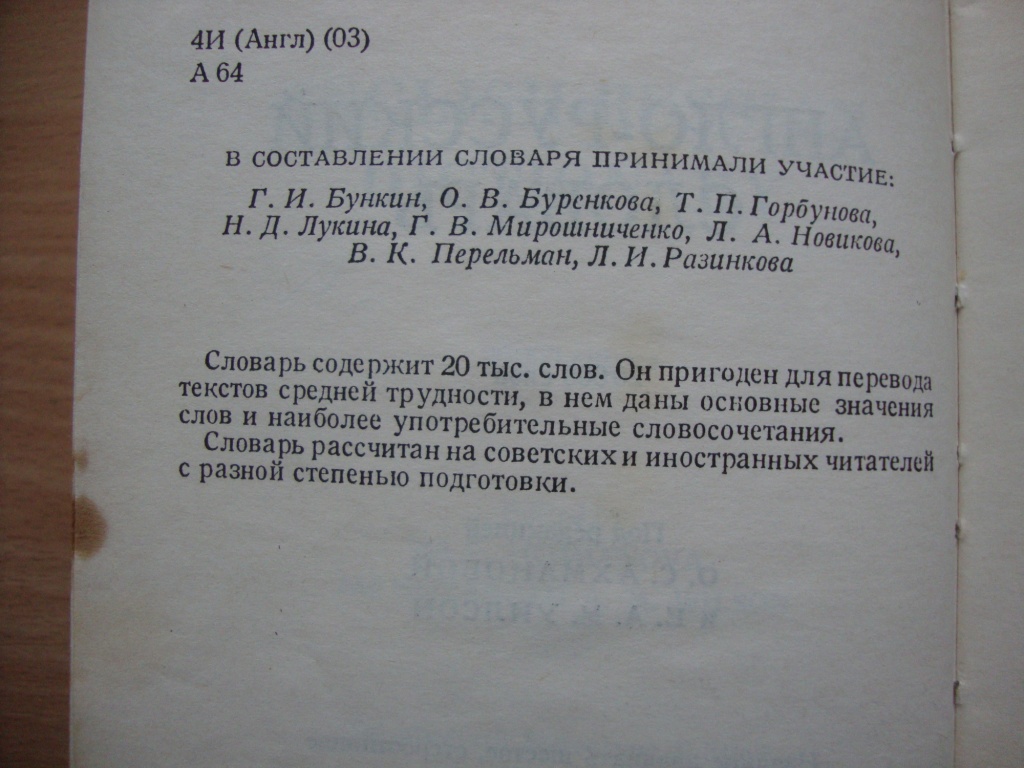 4И (Англ) (03)
А 64
В СОСТАВЛЕНИИ СЛОВАРЯ ПРИНИМАЛИ УЧАСТИЕ:
Г. И. Бункин, О. В. Буренкова, Т. П. Горбунова,
Н. Д. Лукина, Г. В. Мирошниченко, Л. А. Новикова,
В. К. Перельман, Л. И. Разинкова
Словарь содержит 20 тыс. слов. Он пригоден для перевода
текстов средней трудности, в нем даны основные значения
слов и наиболее употребительные словосочетания.
Словарь рассчитан на советских и иностранных читателей
с разной степенью подготовки.